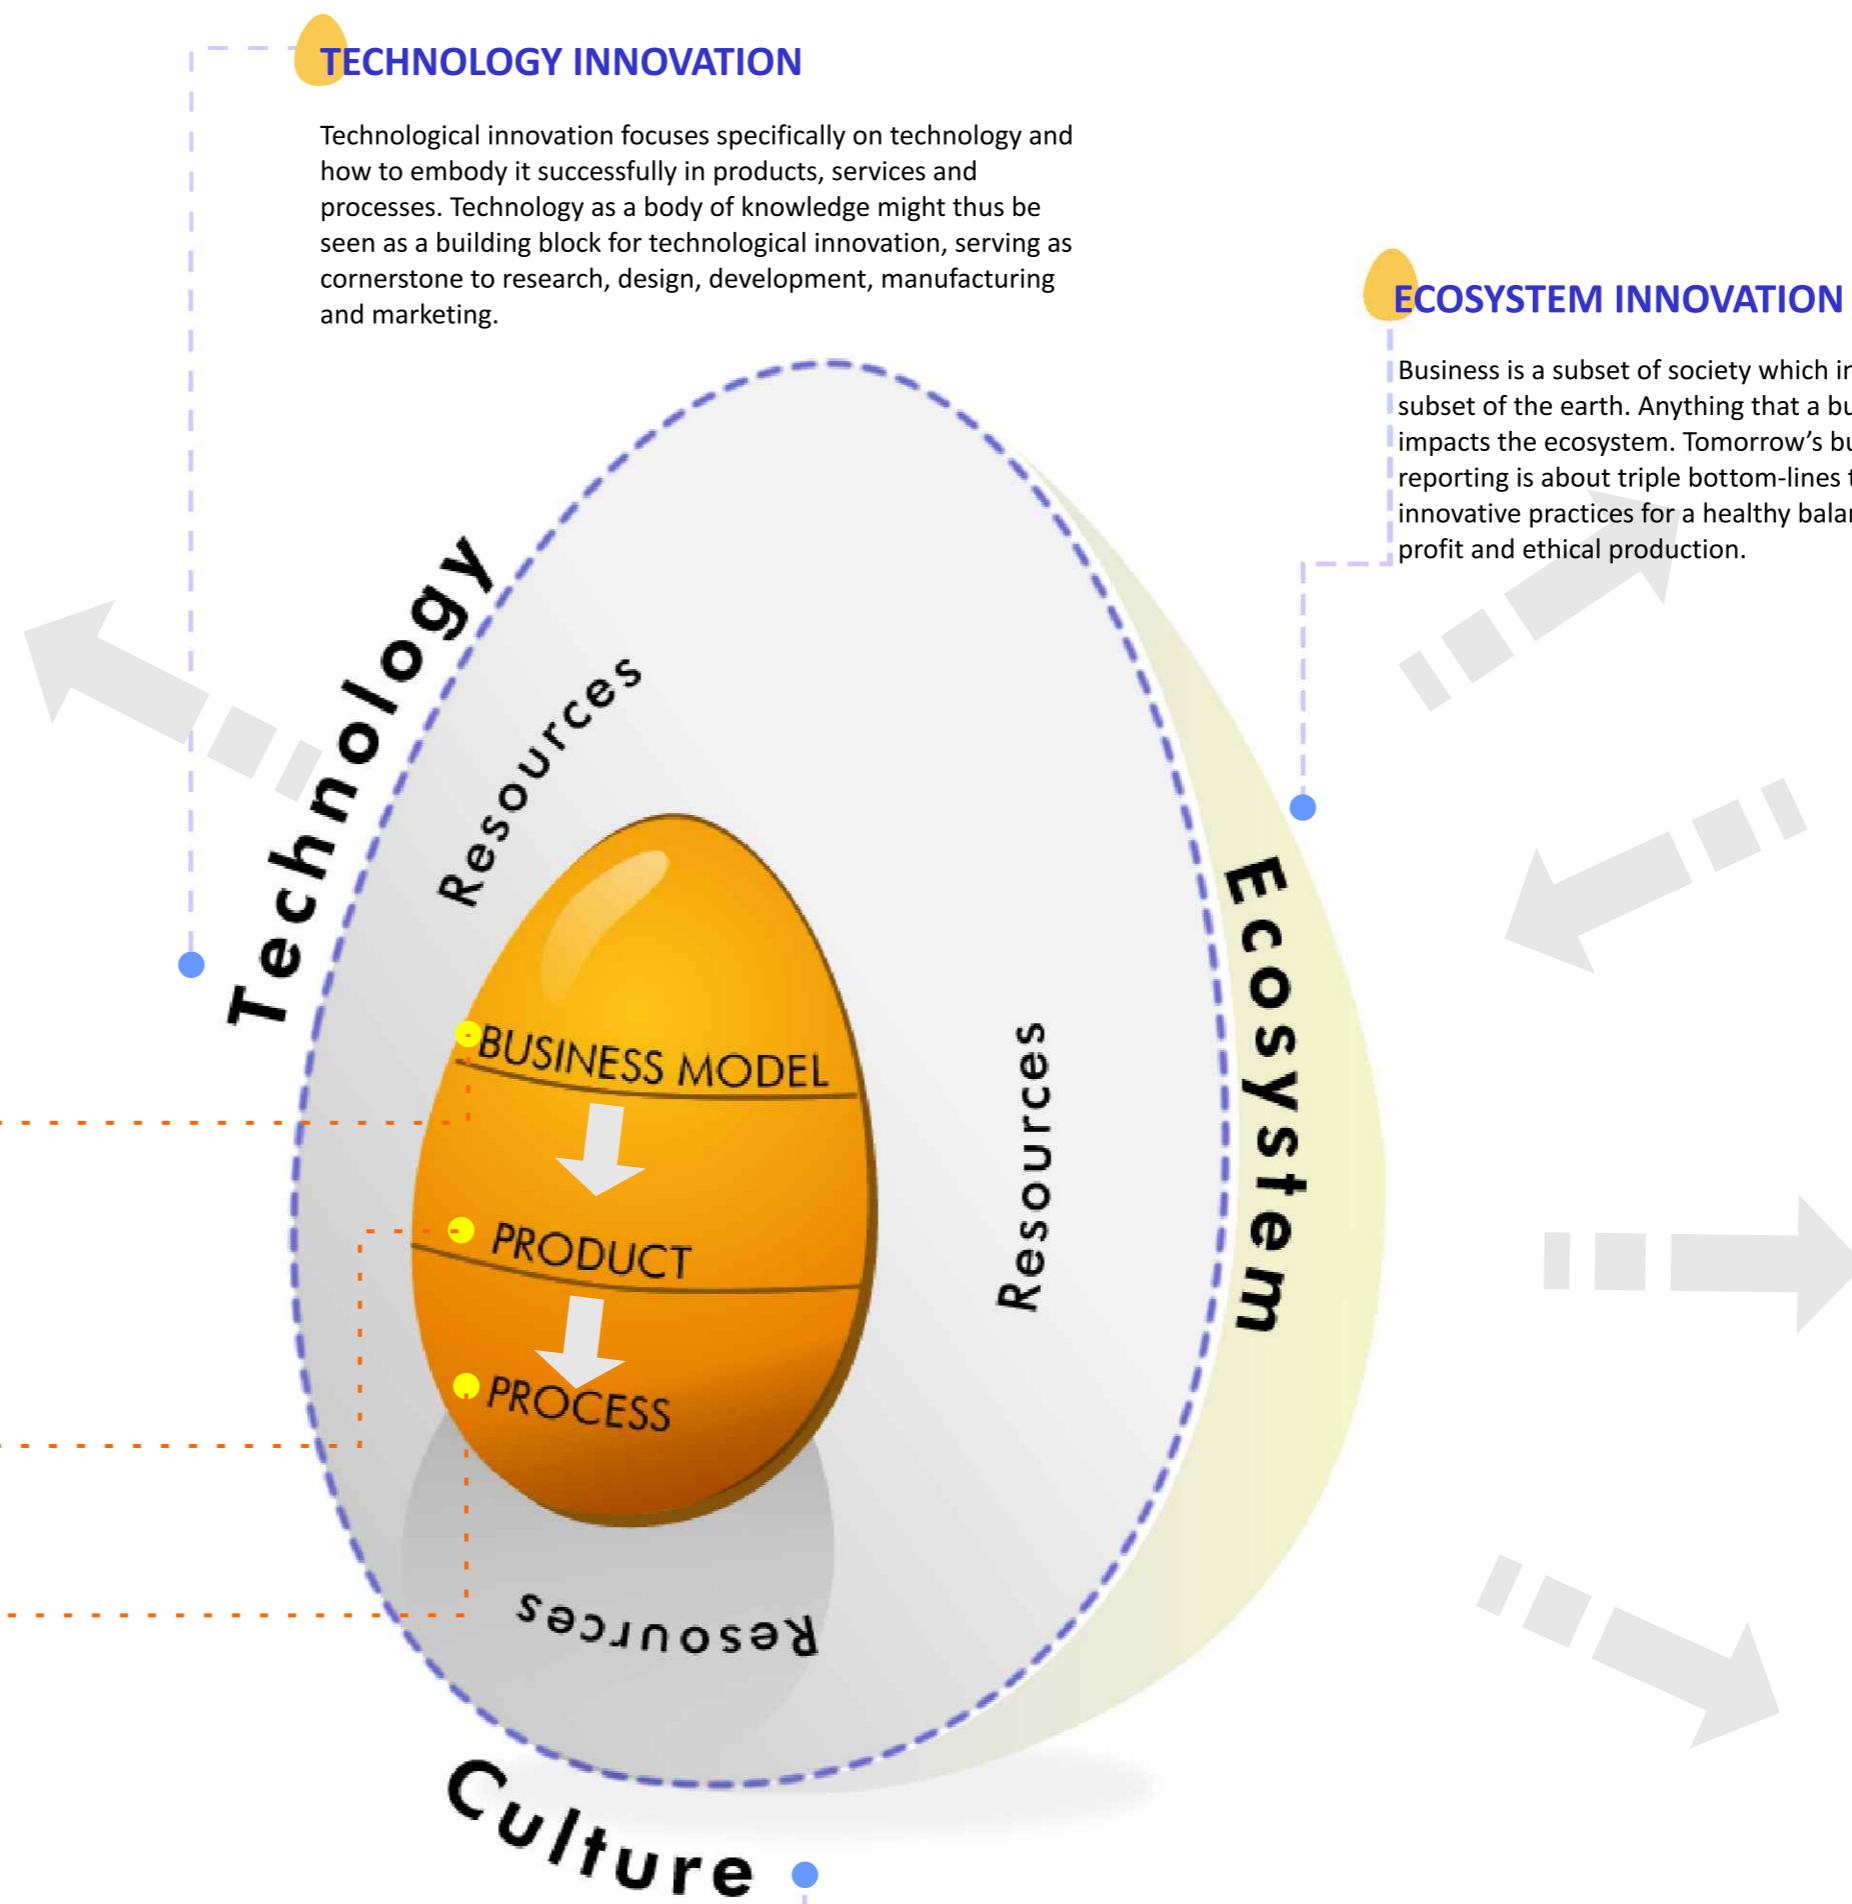 TECHNOLOGY INNOVATION
Technological innovation focuses specifically on technology and
how to embody it successfully in products, services and
processes. Technology as a body of knowledge might thus be
seen as a building block for technological innovation, serving as
cornerstone to research, design, development, manufacturing
and marketing.
ECOSYSTEM INNOVATION
Business is a subset of society which
subset of the earth. Anything that a
impacts the ecosystem. Tomorrow’s
reporting is about triple bottom-lines
innovative practices for a healthy
profit and ethical production.
Technology
Resources
BUSINESS MODEL
PRODUCT
PROCESS
Resources
Ecosystem
Resources
Culture